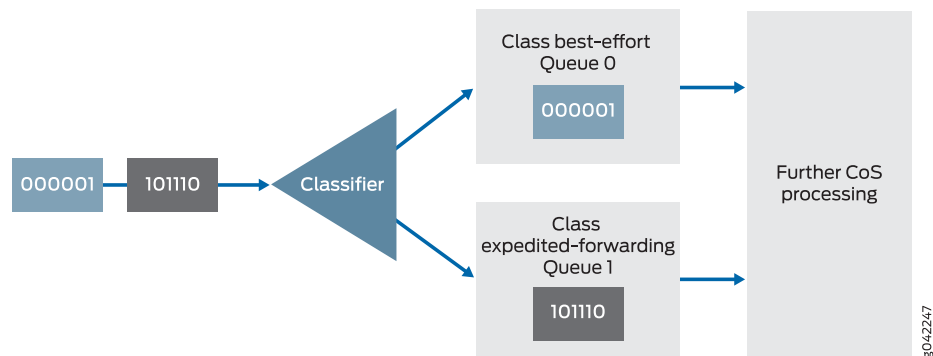 000001
101110
Classifier
Class best-effort
Queue 0
000001
Class
expedited-forwarding
Queue 1
101110
Further CoS
processing
g042247